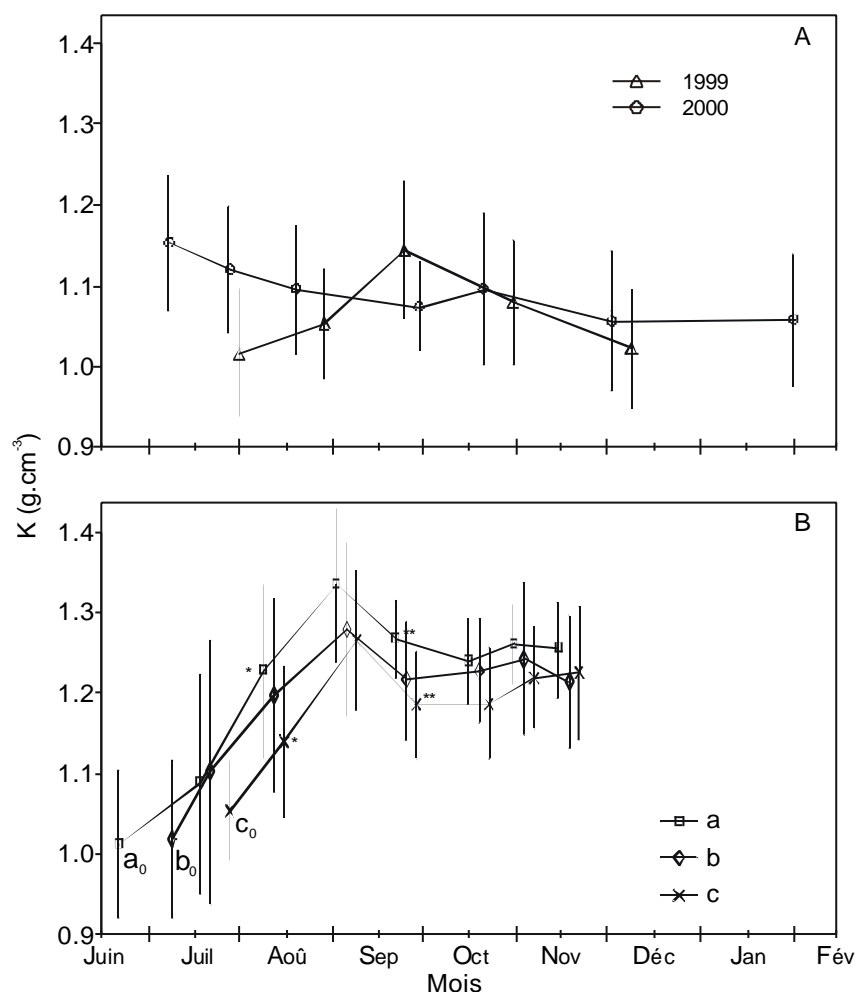 A
1.4
1.3
1.2
1.1
1.0
0.9
1999
2000
K (g.cm⁻³)
B
1.4
1.3
1.2
1.1
1.0
0.9
*
**
**
*
a₀
b₀
c₀
a
b
c
Juin Juil Aoû Sep Oct Nov Déc Jan Fév
Mois